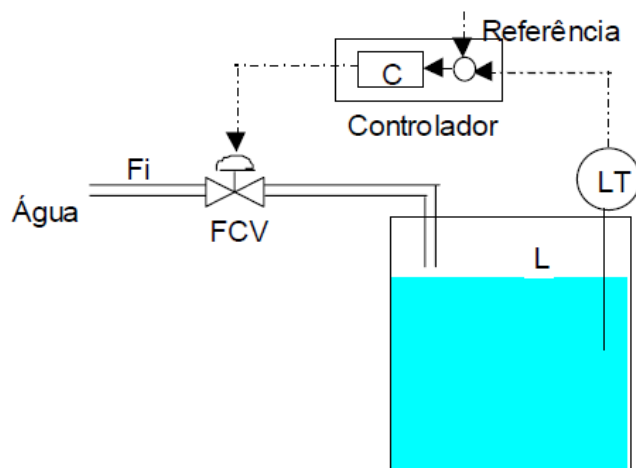 Referência
C
Controlador
LT
Fi
Água
FCV
L